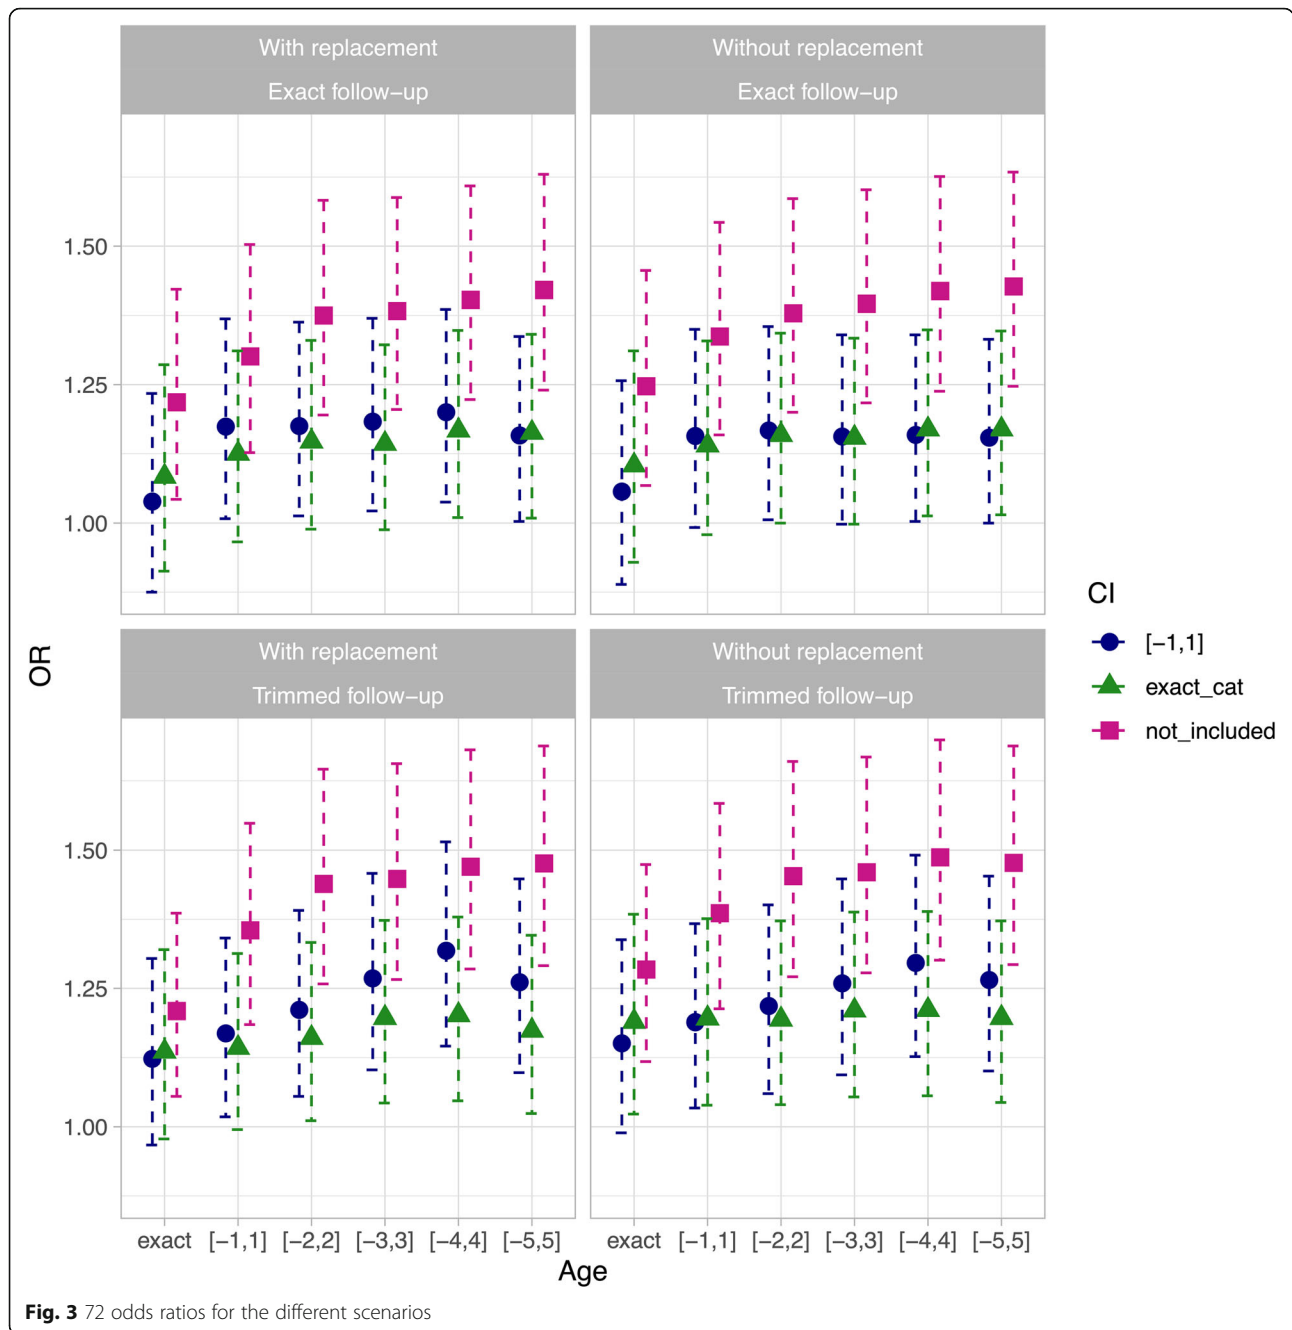 With replacement
Exact follow−up
Without replacement
Exact follow−up
1.50
1.25
1.00
OR
With replacement
Trimmed follow−up
Without replacement
Trimmed follow−up
1.50
1.25
1.00
exact [−1,1] [−2,2] [−3,3] [−4,4] [−5,5]
exact [−1,1] [−2,2] [−3,3] [−4,4] [−5,5]
Age
CI
[−1,1]
exact_cat
not_included
Fig. 3 72 odds ratios for the different scenarios